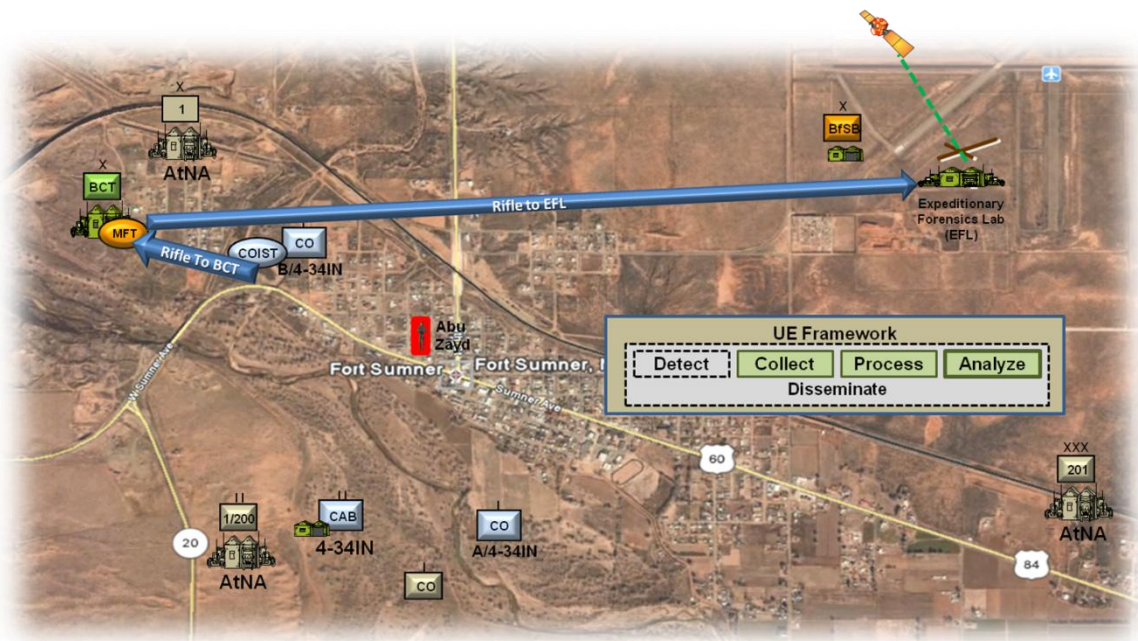 X
1
AtNA
X
BCT
MFT
Rifle To BCT
COIST
CO
B/4-34IN
Rifle to EFL
X
BfSB
Expeditionary
Forensics Lab
(EFL)
Abu
Zayd
Fort Sumner
Fort Sumner,
W Sumner Ave
Sumner Ave
UE Framework
Detect
Collect
Process
Analyze
Disseminate
60
XXX
201
AtNA
20
II
1/200
AtNA
II
CAB
4-34IN
I
CO
A/4-34IN
I
CO
84